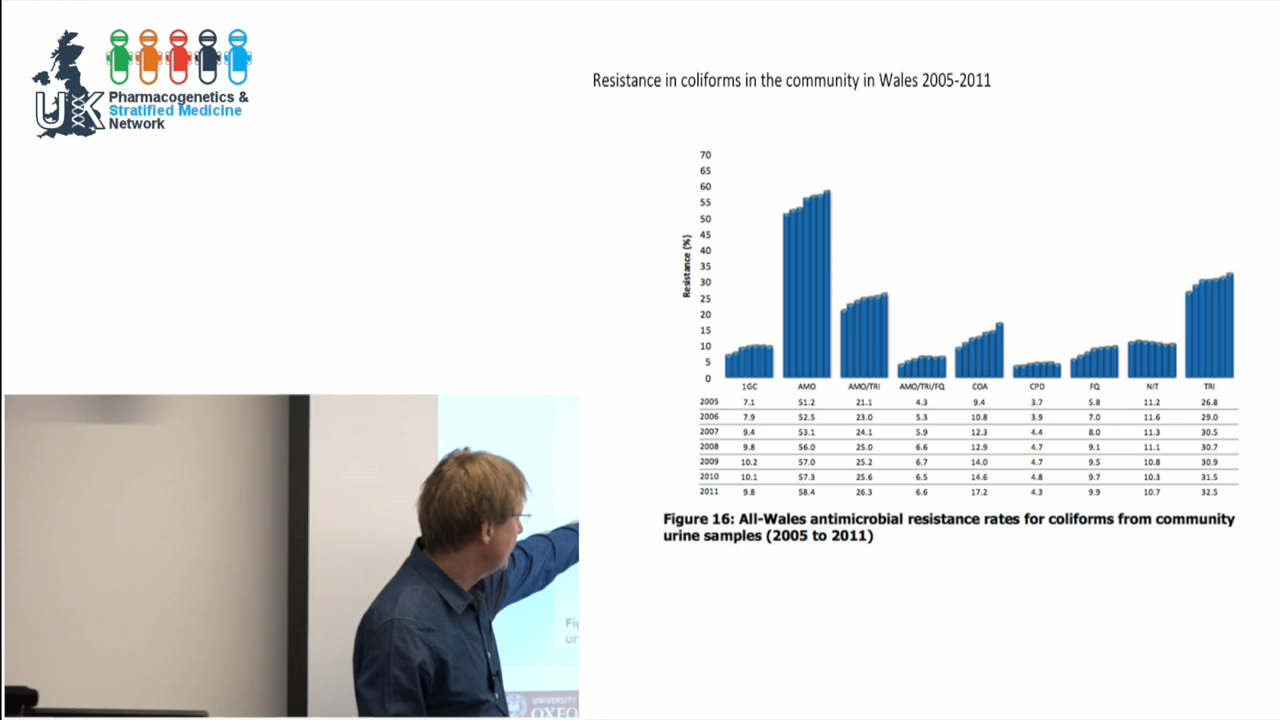 UK
Pharmacogenetics &
Stratified Medicine
Network
Resistance in coliforms in the community in Wales 2005-2011
Resistance (%)
70
65
60
55
50
45
40
35
30
25
20
15
10
5
0
1GC AMO AMO/TRI AMO/TRI/FQ COA CPD FQ NIT TRI
2005 7.1 51.2 21.1 4.3 9.4 3.7 5.8 11.2 26.8
2006 7.9 52.5 23.0 5.3 10.8 3.9 7.0 11.6 29.0
2007 9.4 53.1 24.1 5.9 12.3 4.4 8.0 11.3 30.5
2008 9.8 56.0 25.0 6.6 12.9 4.7 9.1 11.1 30.7
2009 10.2 57.0 25.2 6.7 14.0 4.7 9.5 10.8 30.9
2010 10.1 57.3 25.6 6.5 14.6 4.8 9.7 10.3 31.5
2011 9.8 58.4 26.3 6.6 17.2 4.3 9.9 10.7 32.5
Figure 16: All-Wales antimicrobial resistance rates for coliforms from community
urine samples (2005 to 2011)
Fig
ur
UNIVERSITY
OXFO